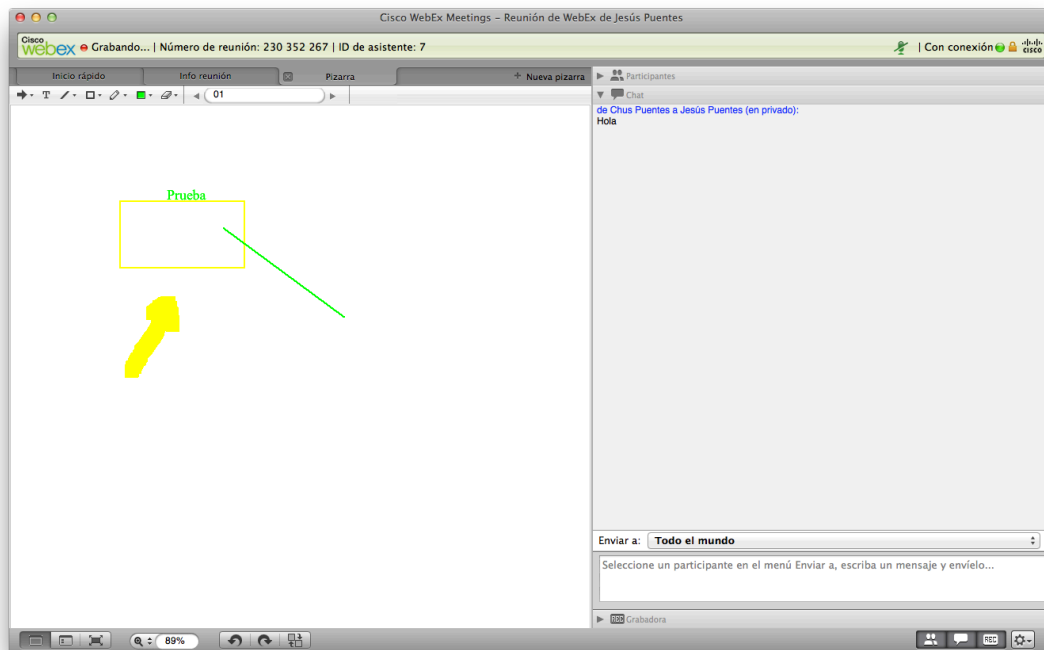 Cisco WebEx Meetings – Reunión de WebEx de Jesús Puentes
Cisco webex Grabando... | Número de reunión: 230 352 267 | ID de asistente: 7
| Con conexión
cisco
Inicio rápido
Info reunión
Pizarra
+ Nueva pizarra
T
01
Participantes
Chat
de Chus Puentes a Jesús Puentes (en privado):
Hola
Prueba
Enviar a: Todo el mundo
Seleccione un participante en el menú Enviar a, escriba un mensaje y envíelo...
REC Grabadora
89%
REC